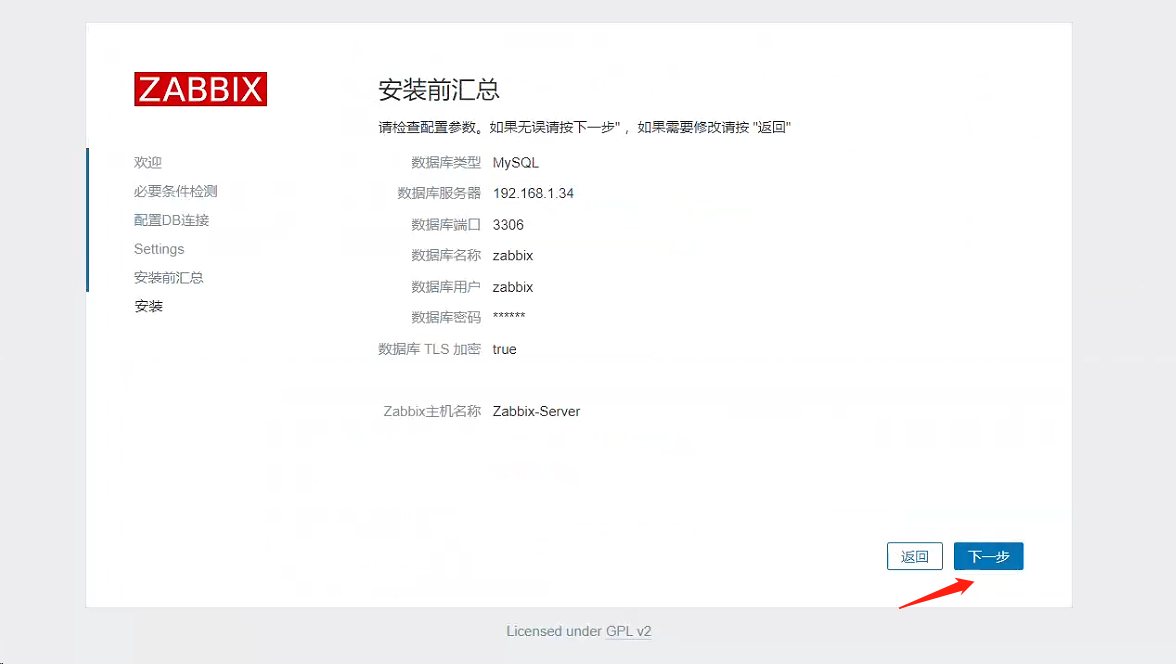 ZABBIX
欢迎
必要条件检测
配置DB连接
Settings
安装前汇总
安装
安装前汇总
请检查配置参数。如果无误请按下一步", 如果需要修改请按 "返回"
数据库类型 MySQL
数据库服务器 192.168.1.34
数据库端口 3306
数据库名称 zabbix
数据库用户 zabbix
数据库密码 ******
数据库 TLS 加密 true
Zabbix主机名称 Zabbix-Server
返回 下一步
Licensed under GPL v2